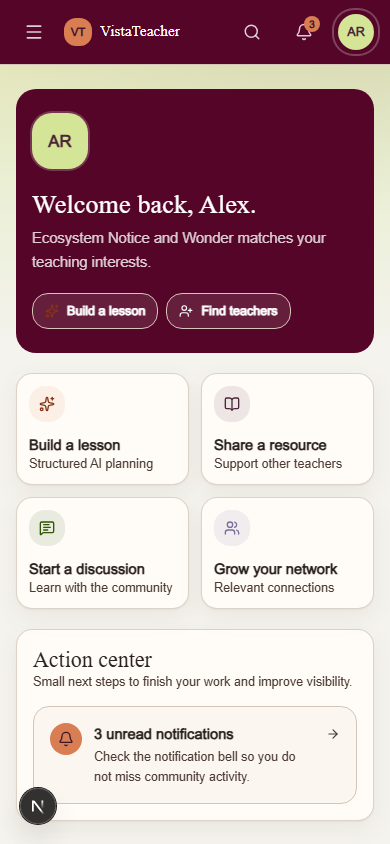 VT VistaTeacher 3 AR
AR
Welcome back, Alex.
Ecosystem Notice and Wonder matches your
teaching interests.
Build a lesson Find teachers
Build a lesson
Structured AI planning
Share a resource
Support other teachers
Start a discussion
Learn with the community
Grow your network
Relevant connections
Action center
Small next steps to finish your work and improve visibility.
3 unread notifications
Check the notification bell so you do
not miss community activity.
N